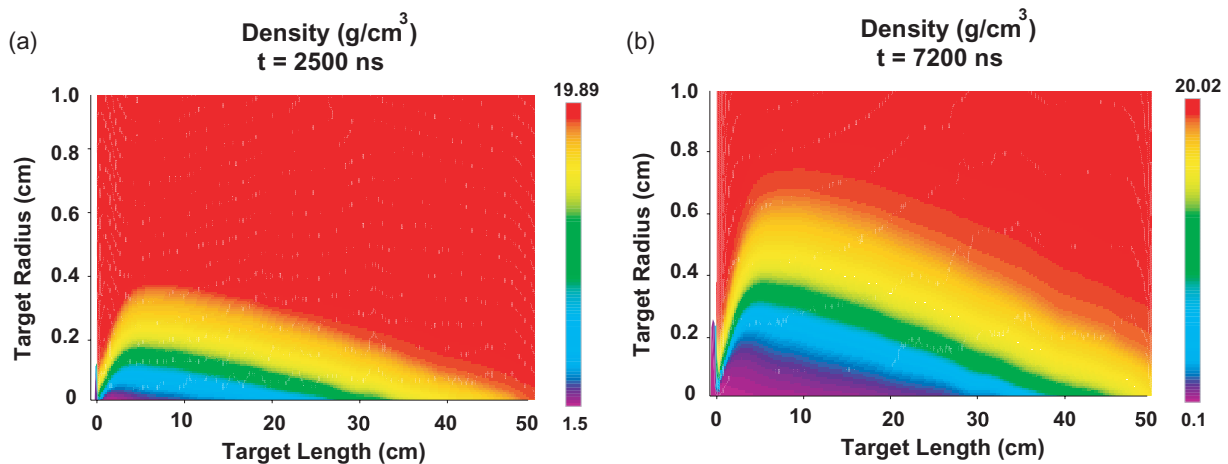 (a)
Density (g/cm3)
t = 2500 ns
19.89
1.0
0.8
0.6
0.4
0.2
0
Target Radius (cm)
0
10
20
30
40
50
1.5
Target Length (cm)
(b)
Density (g/cm3)
t = 7200 ns
20.02
1.0
0.8
0.6
0.4
0.2
0
Target Radius (cm)
0
10
20
30
40
50
0.1
Target Length (cm)